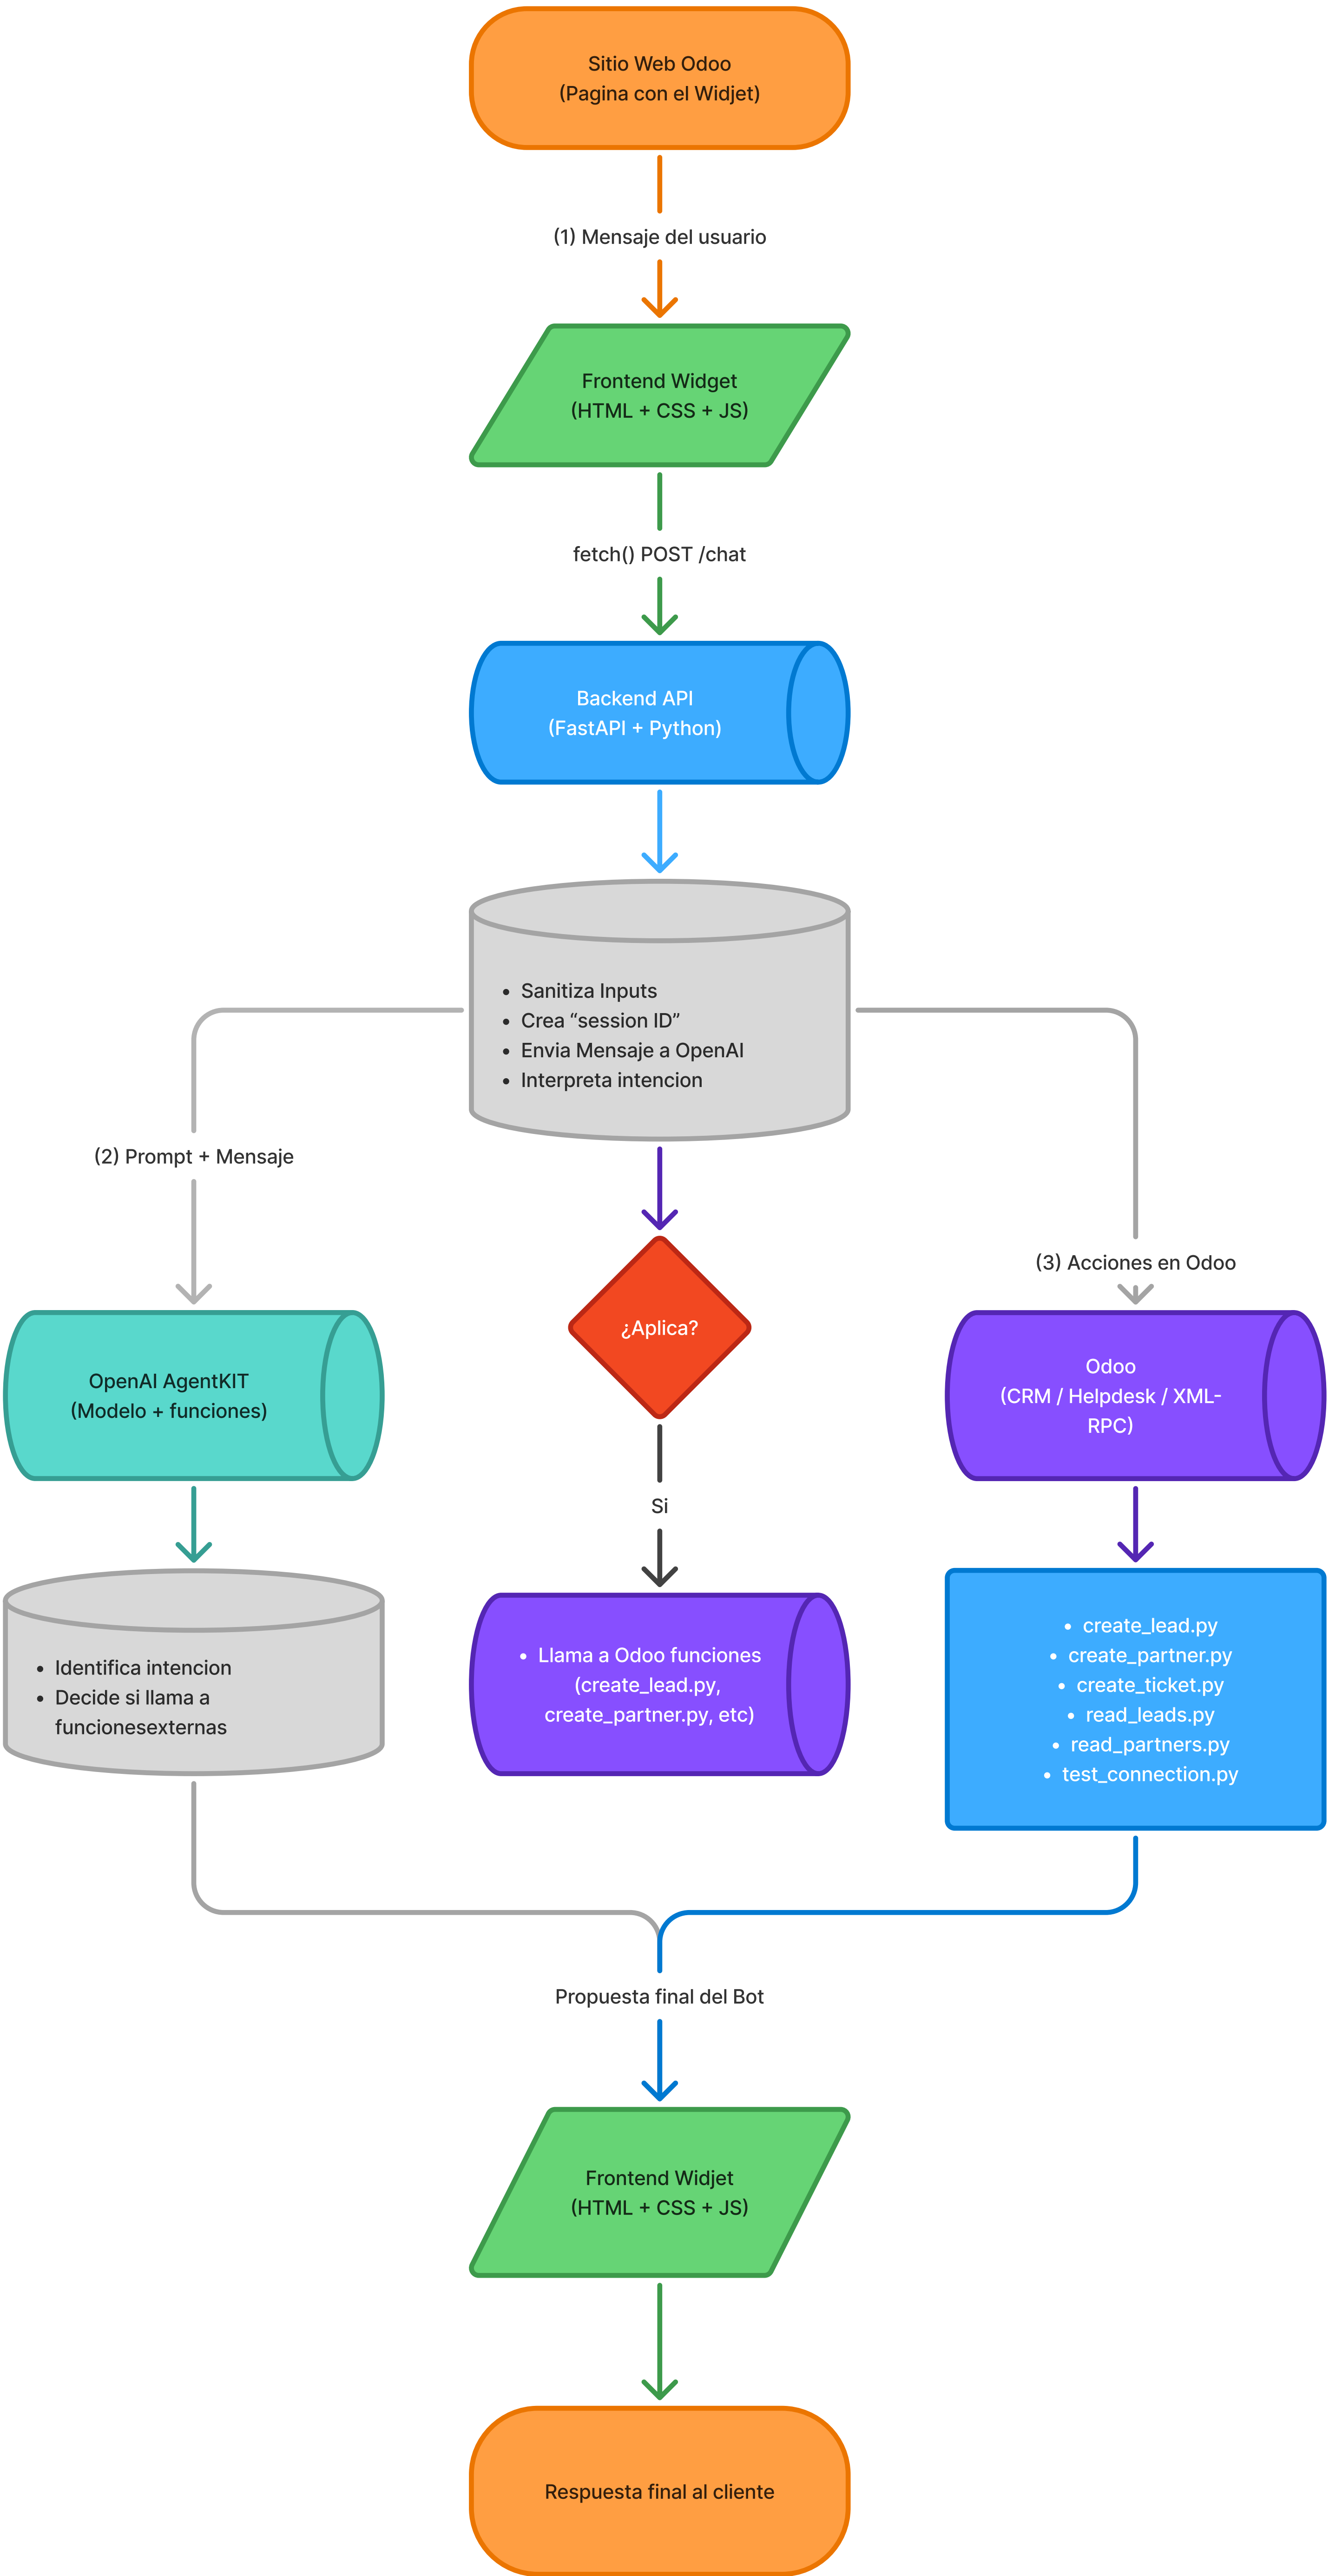 Sitio Web Odoo
(Pagina con el Widjet)
(1) Mensaje del usuario
Frontend Widget
(HTML + CSS + JS)
fetch() POST /chat
Backend API
(FastAPI + Python)
• Sanitiza Inputs
• Crea “session ID”
• Envia Mensaje a OpenAI
• Interpreta intencion
(2) Prompt + Mensaje
(3) Acciones en Odoo
¿Aplica?
OpenAI AgentKIT
(Modelo + funciones)
Odoo
(CRM / Helpdesk / XML-
RPC)
Si
• Identifica intencion
• Decide si llama a
funcionesexternas
• Llama a Odoo funciones
(create_lead.py,
create_partner.py, etc)
• create_lead.py
• create_partner.py
• create_ticket.py
• read_leads.py
• read_partners.py
• test_connection.py
Propuesta final del Bot
Frontend Widjet
(HTML + CSS + JS)
Respuesta final al cliente